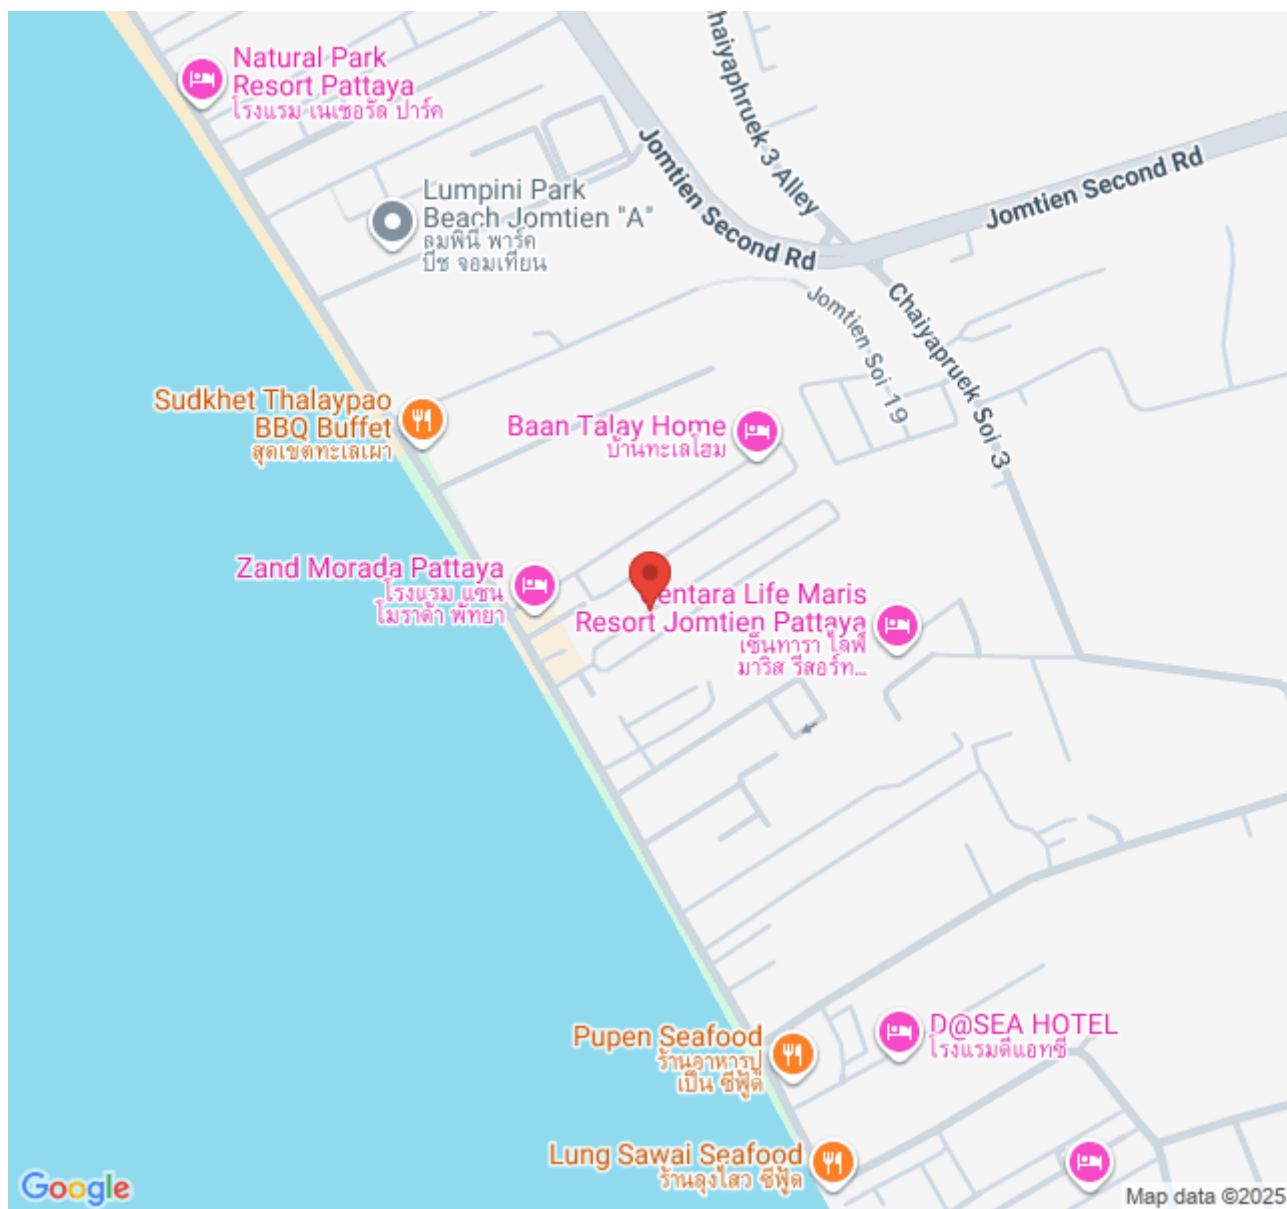 Natural Park
Resort Pattaya
โรงแรม เนเชอรัล ปาร์ค
Chaiyaphruek 3 Alley
Jomtien Second Rd
Jomtien Second Rd
Lumpini Park
Beach Jomtien "A"
ลุมพินี พาร์ค
บีช จอมเทียน
Jomtien Soi 19
Chaiyapruek Soi 3
Sudkhet Thalaypao
BBQ Buffet
สุดเขตทะเลเผา
Baan Talay Home
บ้านทะเลโฮม
Zand Morada Pattaya
โรงแรม แซน
โมราด้า พัทยา
entara Life Maris
Resort Jomtien Pattaya
เซ็นทารา ไลฟ์
มาริส รีสอร์ท...
Pupen Seafood
ร้านอาหารปู
เป็น ซีฟู้ด
D@SEA HOTEL
โรงแรมดีแอทซี
Lung Sawai Seafood
ร้านลุงไสว ซีฟู้ด
Google
Map data ©2025